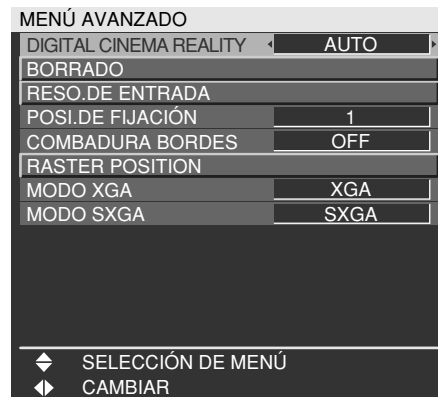 MENÚ AVANZADO
DIGITAL CINEMA REALITY AUTO
BORRADO
RESO.DE ENTRADA
POSI.DE FIJACIÓN 1
COMBADURA BORDES OFF
RASTER POSITION
MODO XGA XGA
MODO SXGA SXGA
SELECCIÓN DE MENÚ
CAMBIAR